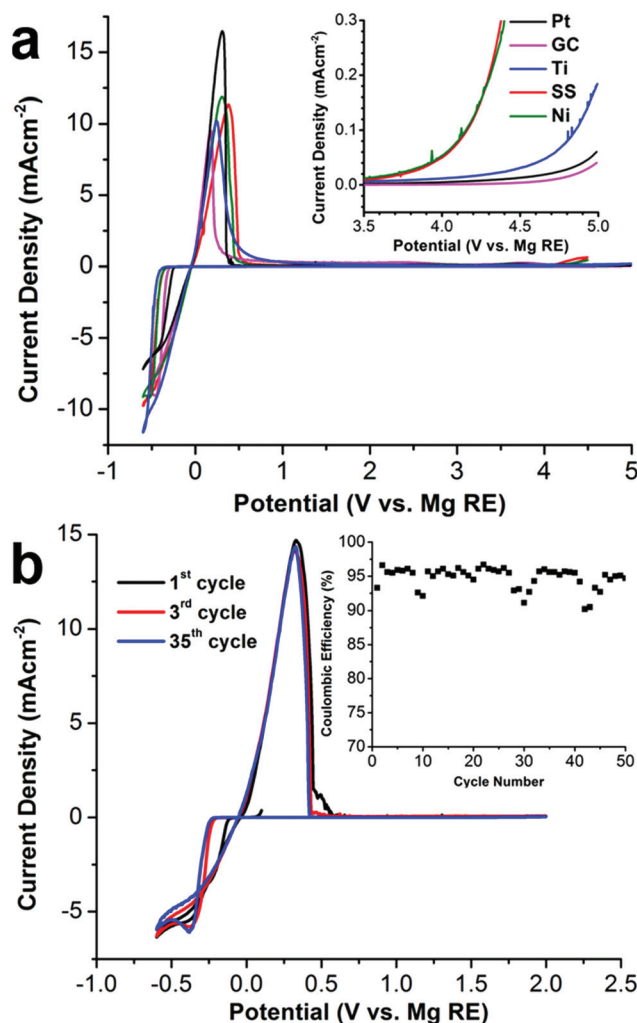 a
Current Density (mAcm⁻²)
15
10
5
0
-5
-10
-1
0
1
2
3
4
5
Potential (V vs. Mg RE)
Current Density (mAcm⁻²)
0.3
0.2
0.1
0.0
3.5
4.0
4.5
5.0
Potential (V vs. Mg RE)
Pt
GC
Ti
SS
Ni
b
Current Density (mAcm⁻²)
15
10
5
0
-5
-1.0
-0.5
0.0
0.5
1.0
1.5
2.0
2.5
Potential (V vs. Mg RE)
1st cycle
3rd cycle
35th cycle
Coulombic Efficiency (%)
100
95
90
85
80
75
70
0
10
20
30
40
50
Cycle Number